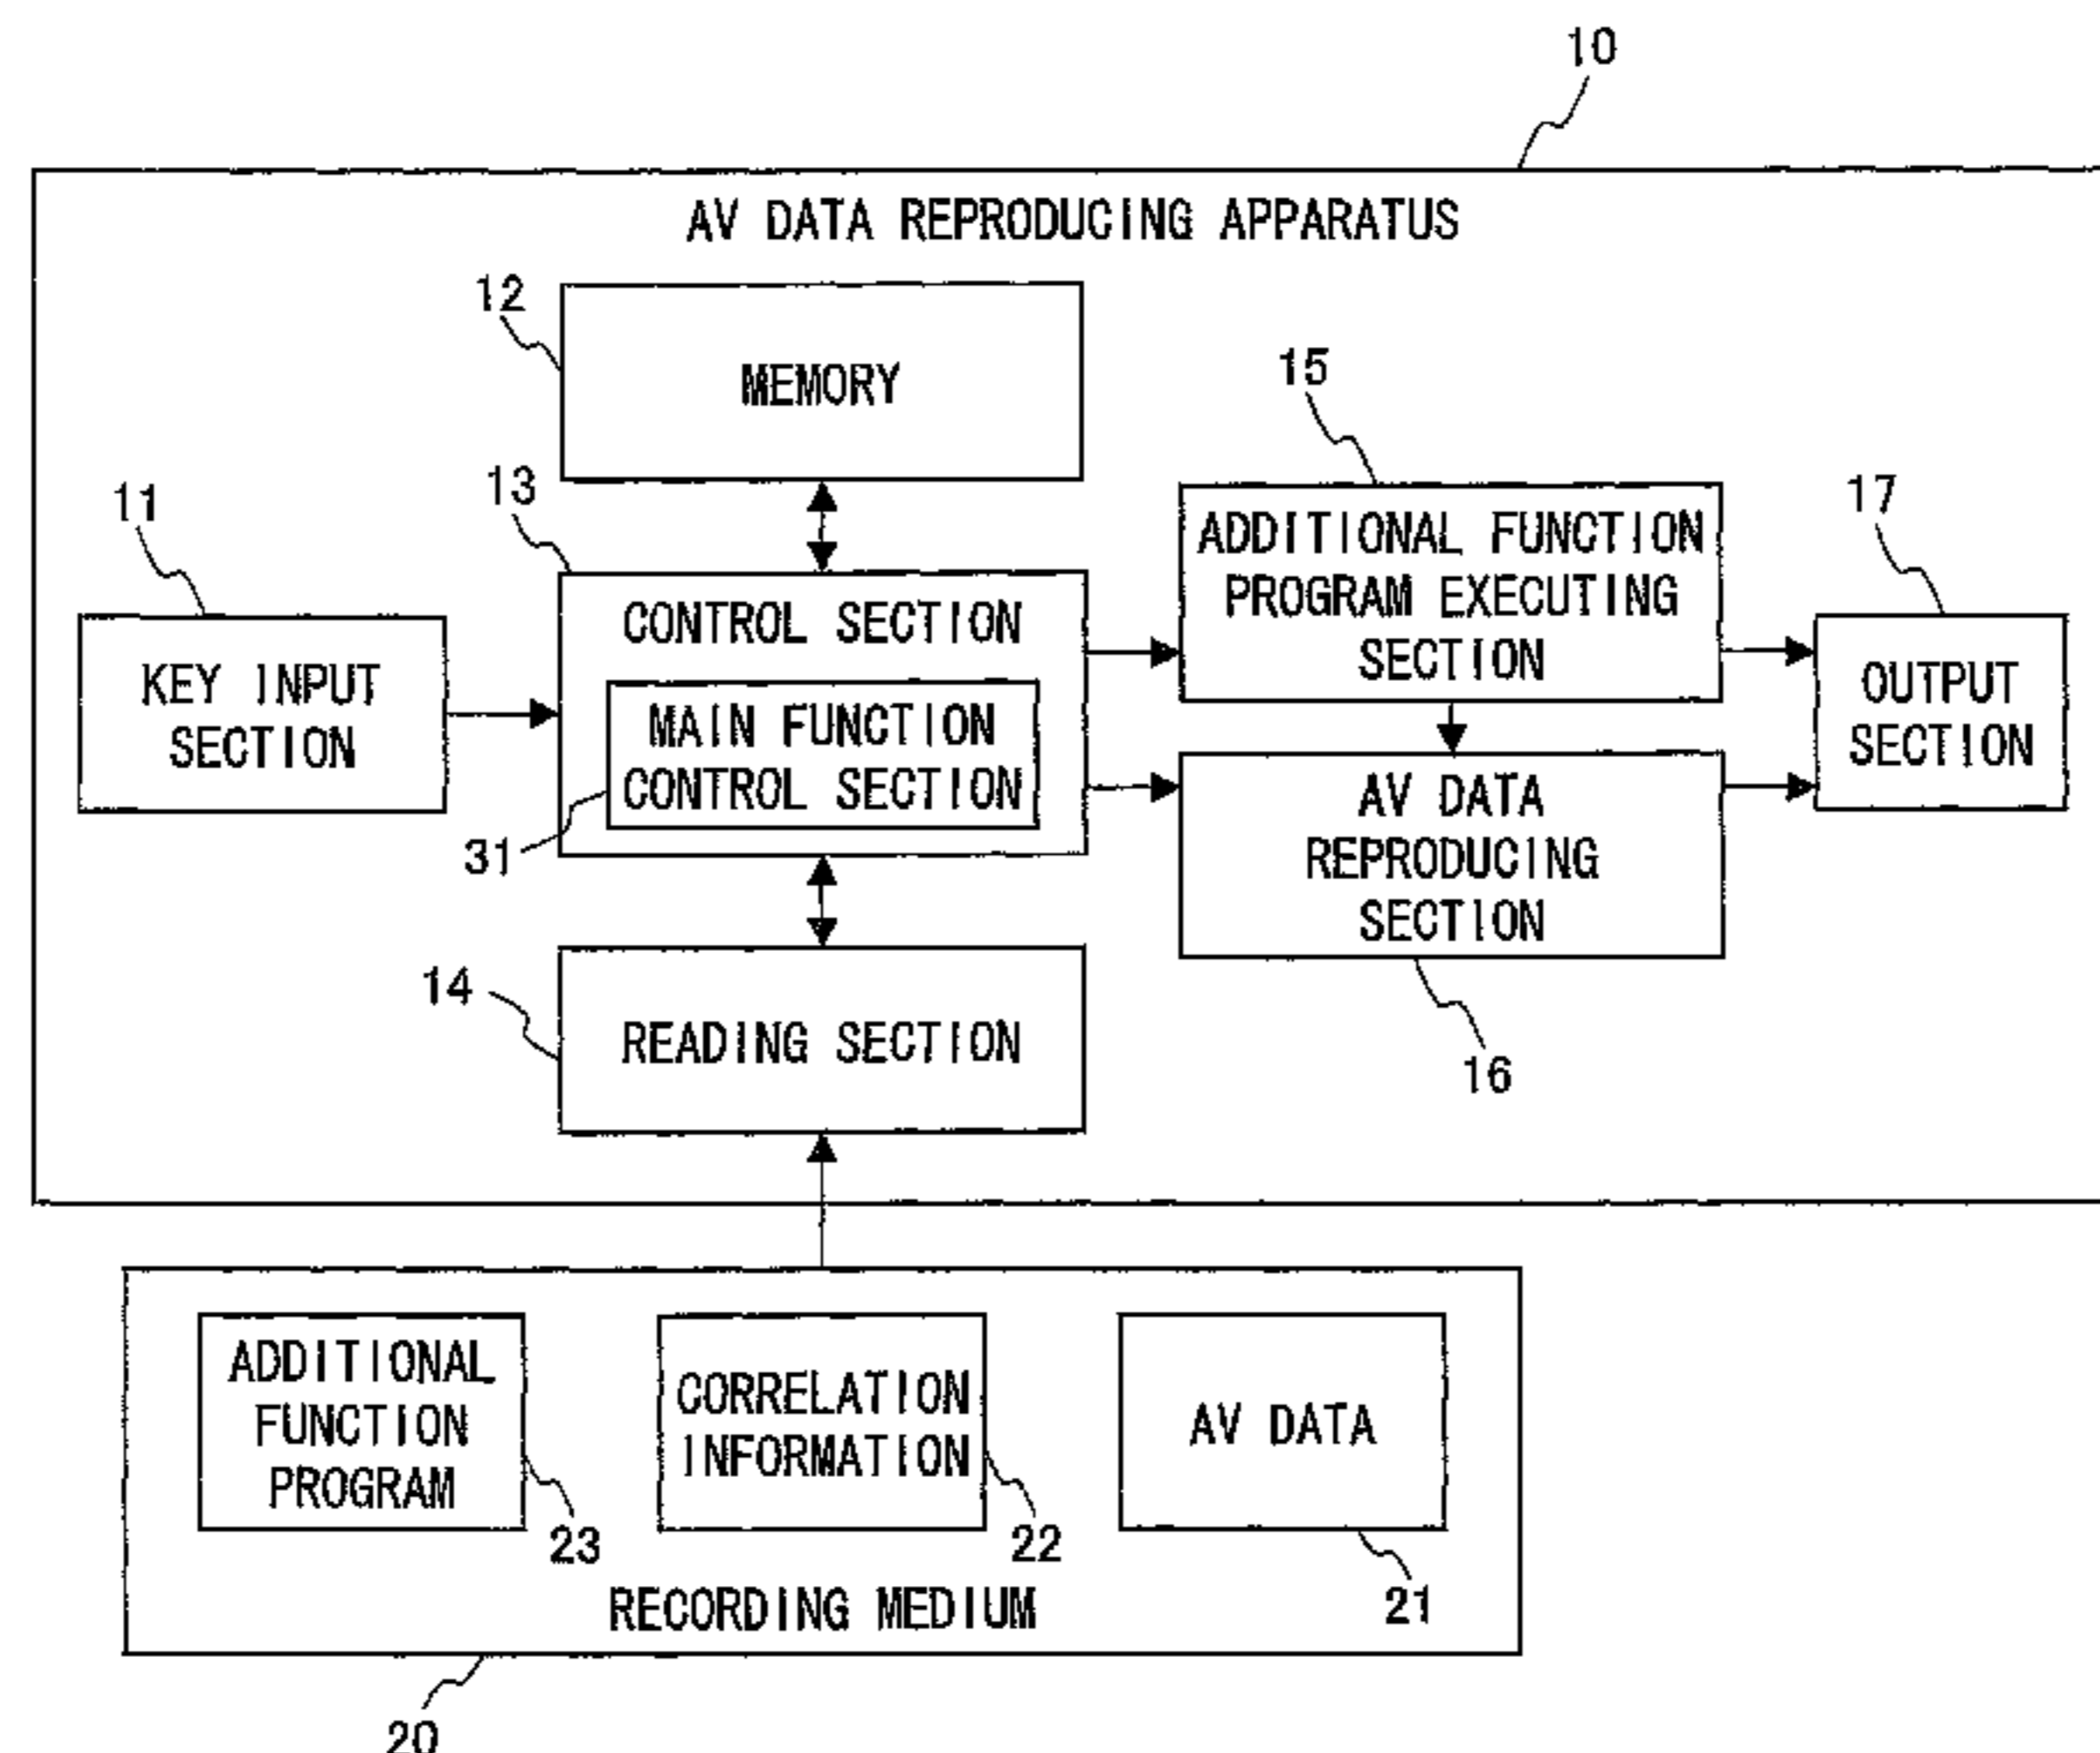 10
AV DATA REPRODUCING APPARATUS
12
MEMORY
15
13
11
17
ADDITIONAL FUNCTION
PROGRAM EXECUTING
SECTION
CONTROL SECTION
KEY INPUT
SECTION
MAIN FUNCTION
CONTROL SECTION
OUTPUT
SECTION
31
AV DATA
REPRODUCING
SECTION
14
READING SECTION
16
ADDITIONAL
FUNCTION
PROGRAM
CORRELATION
INFORMATION
AV DATA
23
22
21
RECORDING MEDIUM
20